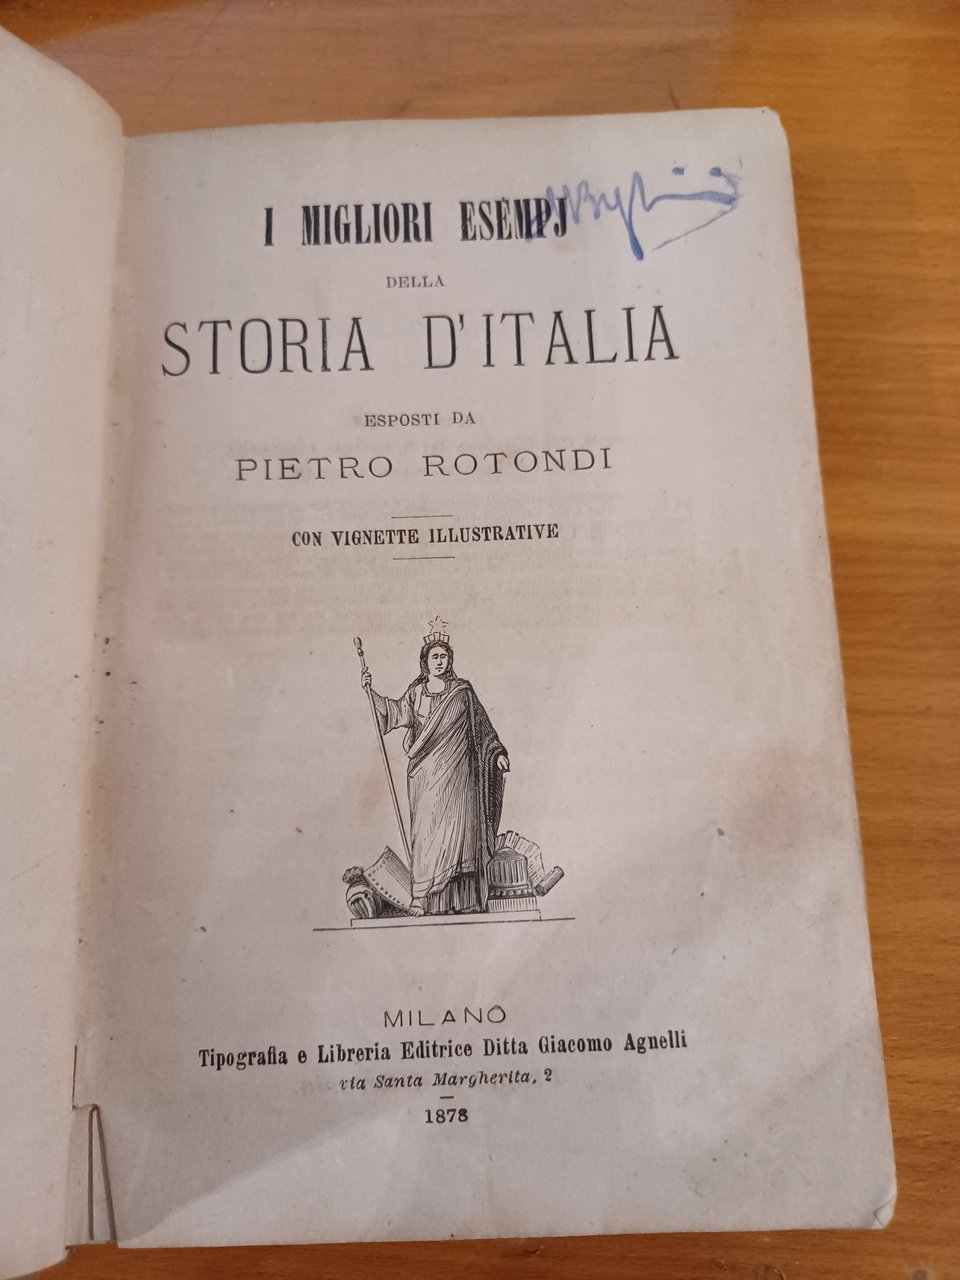 I MIGLIORI ESEMPJ
DELLA
STORIA D'ITALIA
ESPOSTI DA
PIETRO ROTONDI
CON VIGNETTE ILLUSTRATIVE
MILANO
Tipografia e Libreria Editrice Ditta Giacomo Agnelli
via Santa Margherita, 2
1878